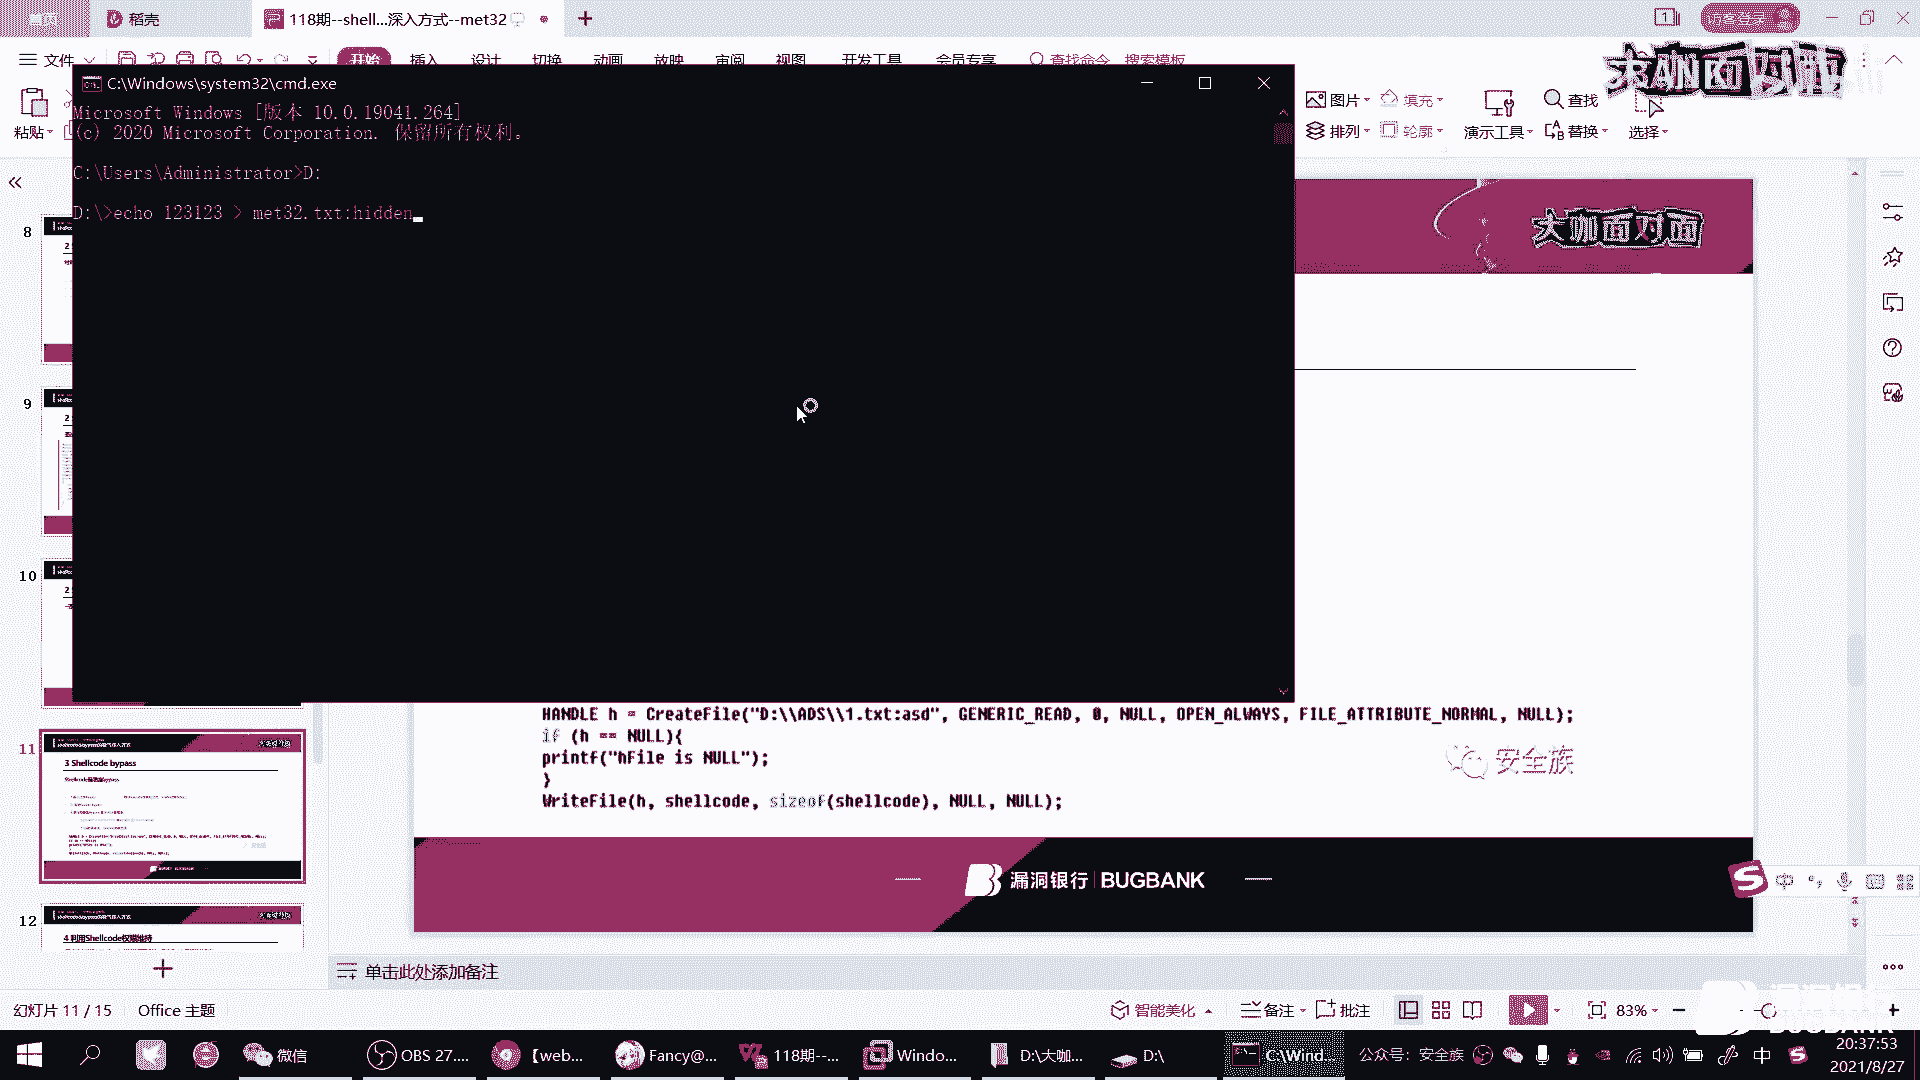 稻壳
118期--shell...深入方式--met32
文件
开始
插入
设计
切换
动画
放映
审阅
视图
开发工具
会员专享
查找命令
搜索模板
粘贴
图片
填充
查找
排列
轮廓
演示工具
替换
选择
C:\Windows\system32\cmd.exe
Microsoft Windows [版本 10.0.19041.264]
(c) 2020 Microsoft Corporation. 保留所有权利。
C:\Users\Administrator>D:
D:\>echo 123123 > met32.txt:hidden
大咖面对面
8
9
10
11
12
3 Shellcode bypass
4 利用Shellcode权限维持
HANDLE h = CreateFile("D:\\ADS\\1.txt:asd", GENERIC_READ, 0, NULL, OPEN_ALWAYS, FILE_ATTRIBUTE_NORMAL, NULL);
if (h == NULL){
printf("hFile is NULL");
}
WriteFile(h, shellcode, sizeof(shellcode), NULL, NULL);
安全族
漏洞银行 | BUGBANK
单击此处添加备注
幻灯片 11 / 15
Office 主题
智能美化
备注
批注
83%
微信
OBS 27....
【web...
Fancy@...
118期--...
Windo...
D:\大咖...
D:\
C:\Wind...
公众号：安全族
中
20:37:53
2021/8/27